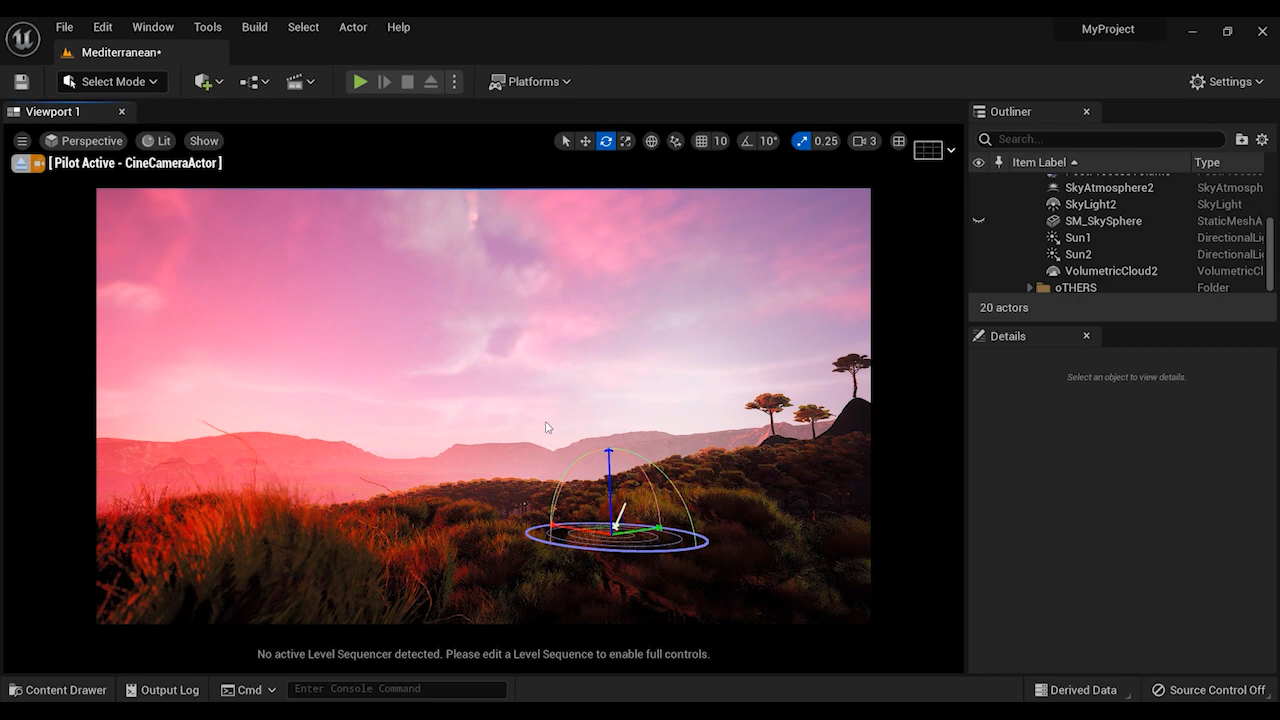 File Edit Window Tools Build Select Actor Help
MyProject
Mediterranean*
Select Mode
Platforms
Settings
Viewport 1
Outliner
Perspective Lit Show
10 10° 0.25 3
Search...
[ Pilot Active - CineCameraActor ]
Item Label Type
SkyAtmosphere2 SkyAtmosph
SkyLight2 SkyLight
SM_SkySphere StaticMeshA
Sun1 DirectionalLi
Sun2 DirectionalLi
VolumetricCloud2 VolumetricCl
oTHERS Folder
20 actors
Details
Select an object to view details.
No active Level Sequencer detected. Please edit a Level Sequence to enable full controls.
Content Drawer Output Log Cmd Enter Console Command Derived Data Source Control Off